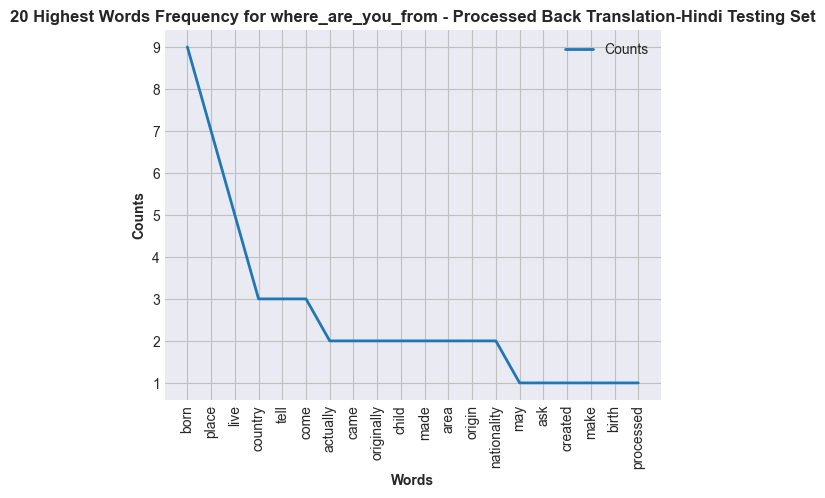 20 Highest Words Frequency for where_are_you_from - Processed Back Translation-Hindi Testing Set
Counts
9
8
7
6
5
4
3
2
1
Counts
born
place
live
country
tell
come
actually
came
originally
child
made
area
origin
nationality
may
ask
created
make
birth
processed
Words